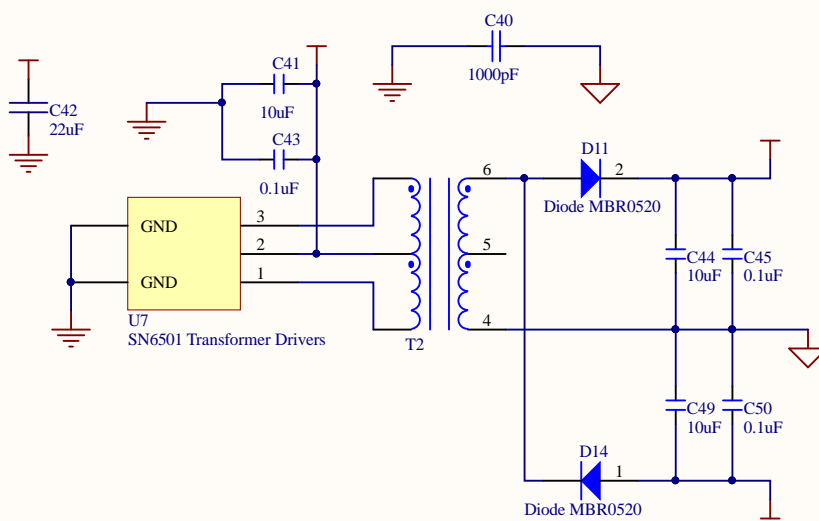 C40
1000pF
C41
10uF
C42
22uF
C43
0.1uF
D11
2
Diode MBR0520
6
5
4
GND
GND
3
2
1
U7
SN6501 Transformer Drivers
T2
C44
10uF
C45
0.1uF
C49
10uF
C50
0.1uF
D14
1
Diode MBR0520